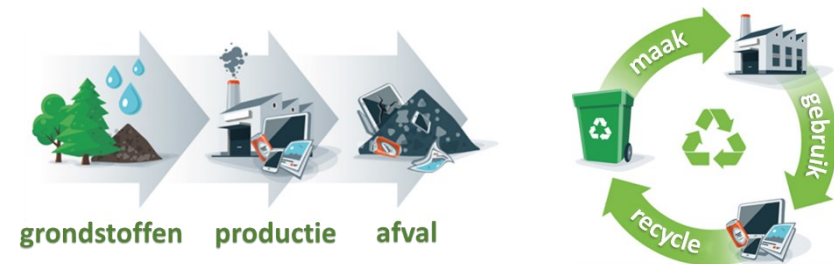 grondstoffen productie afval
maak
gebruik
recycle